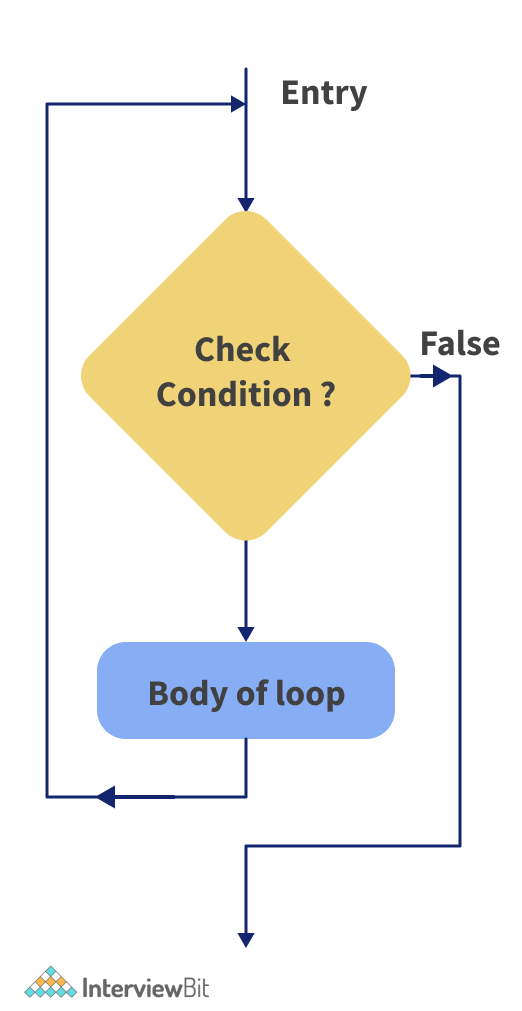 Entry
Check
Condition ?
False
Body of loop
InterviewBit